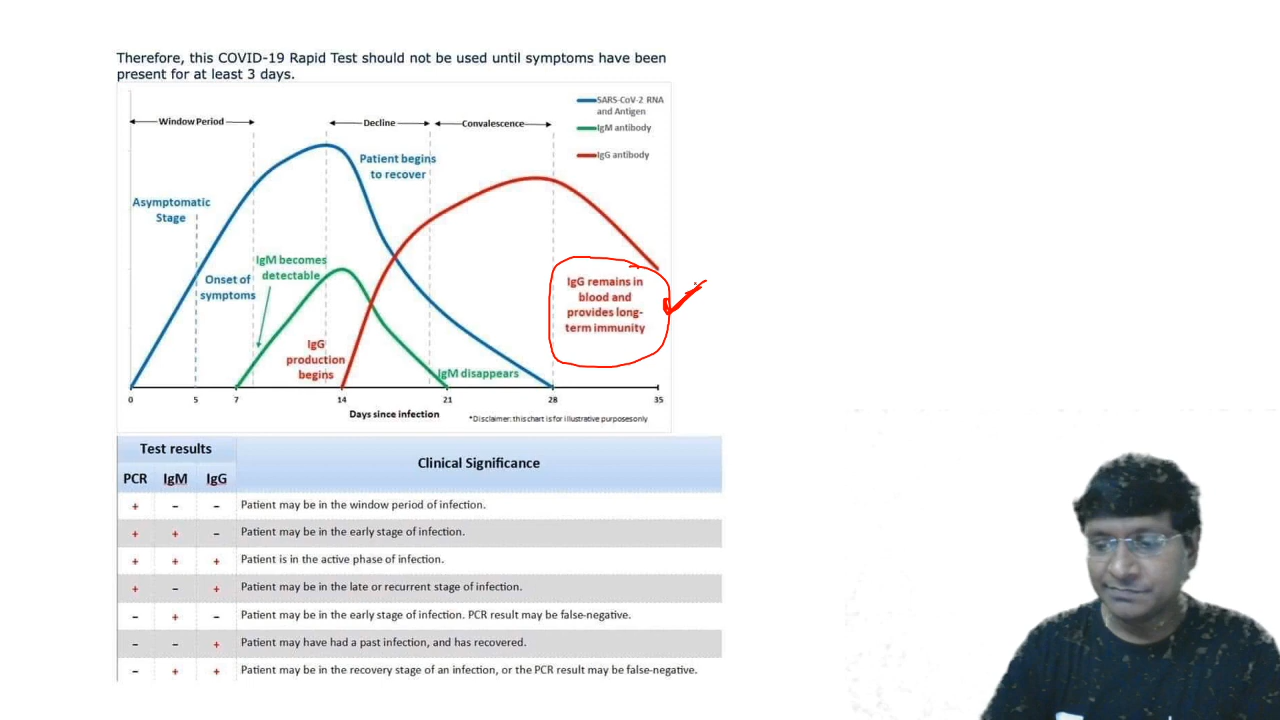 Therefore, this COVID-19 Rapid Test should not be used until symptoms have been
present for at least 3 days.
SARS-CoV-2 RNA
and Antigen
IgM antibody
IgG antibody
Window Period
Decline
Convalescence
Patient begins
to recover
Asymptomatic
Stage
IgM becomes
detectable
Onset of
symptoms
IgG remains in
blood and
provides long-
term immunity
IgG
production
begins
IgM disappears
0 5 7 14 21 28 35
Days since infection
*Disclaimer: this chart is for illustrative purposes only
Test results
Clinical Significance
PCR IgM IgG
+ - - Patient may be in the window period of infection.
+ + - Patient may be in the early stage of infection.
+ + + Patient is in the active phase of infection.
+ - + Patient may be in the late or recurrent stage of infection.
- + - Patient may be in the early stage of infection. PCR result may be false-negative.
- - + Patient may have had a past infection, and has recovered.
- + + Patient may be in the recovery stage of an infection, or the PCR result may be false-negative.